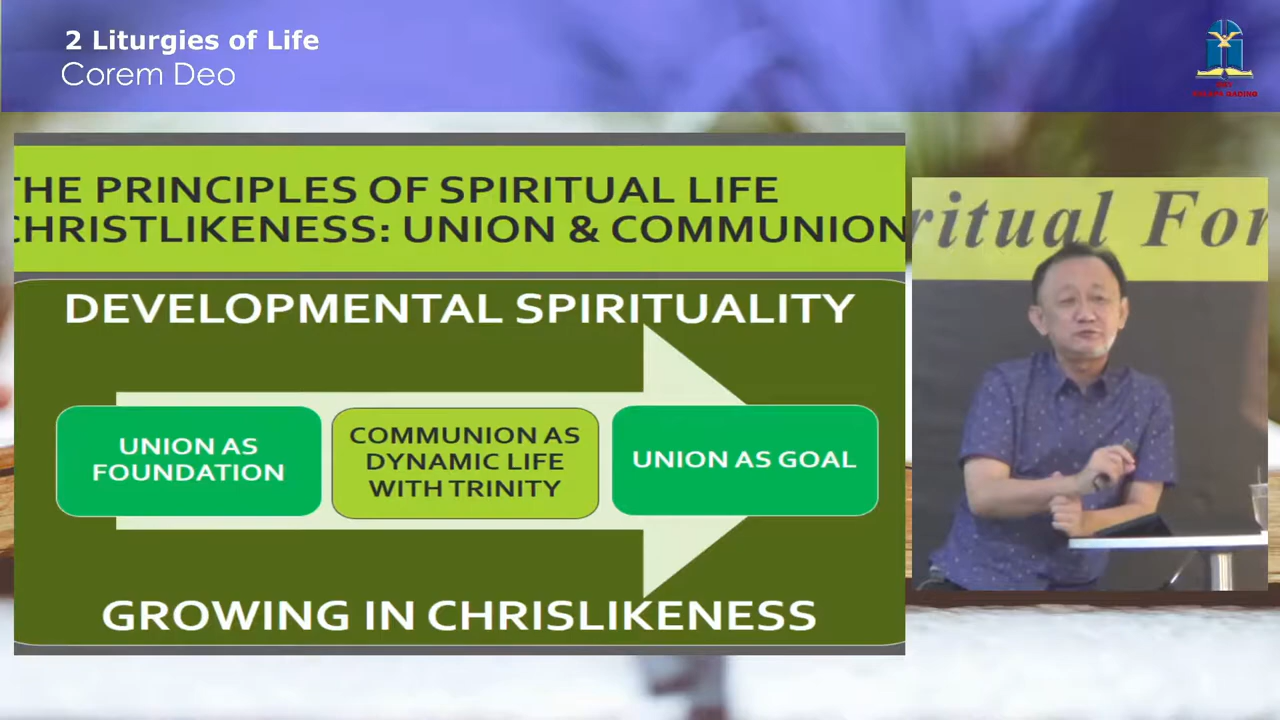 2 Liturgies of Life
Corem Deo
THE PRINCIPLES OF SPIRITUAL LIFE
CHRISTLIKENESS: UNION & COMMUNION
DEVELOPMENTAL SPIRITUALITY
UNION AS
FOUNDATION
COMMUNION AS
DYNAMIC LIFE
WITH TRINITY
UNION AS GOAL
GROWING IN CHRISLIKENESS
ritual For